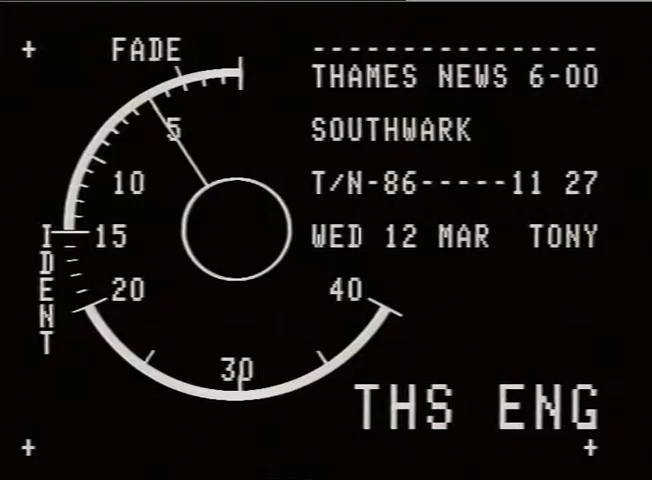 FADE
----------------
THAMES NEWS 6-00
5
SOUTHWARK
10
T/N-86-----11 27
15
WED 12 MAR  TONY
IDENT
20
40
30
THS ENG